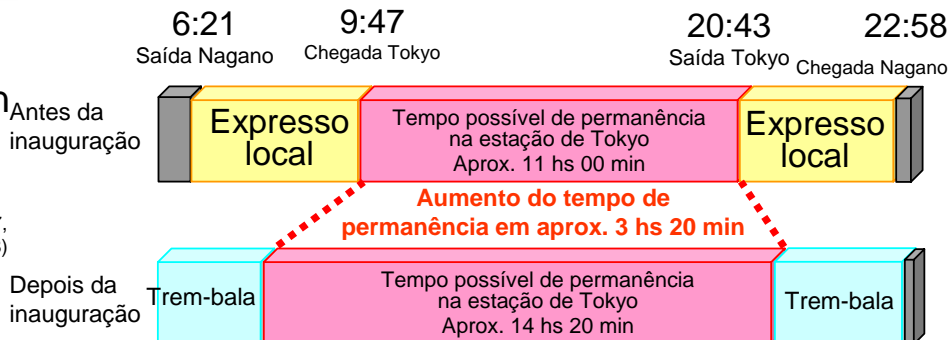 6:21
Saída Nagano
9:47
Chegada Tokyo
20:43
Saída Tokyo
22:58
Chegada Nagano
Antes da
inauguração
Expresso
local
Tempo possível de permanência
na estação de Tokyo
Aprox. 11 hs 00 min
Expresso
local
Aumento do tempo de
permanência em aprox. 3 hs 20 min
Depois da
inauguração
Trem-bala
Tempo possível de permanência
na estação de Tokyo
Aprox. 14 hs 20 min
Trem-bala